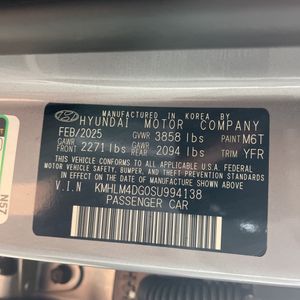 MANUFACTURED IN KOREA BY
HYUNDAI MOTOR COMPANY
FEB/2025 GVWR 3858 lbs PAINT M6T
GAWR FRONT 2271 lbs GAWR REAR 2094 lbs TRIM YFR
THIS VEHICLE CONFORMS TO ALL APPLICABLE U.S. FEDERAL
MOTOR VEHICLE SAFETY, BUMPER, AND THEFT PREVENTION
STANDARDS IN EFFECT ON THE DATE OF MANUFACTURE SHOWN ABOVE.
V.I.N KMHLM4DG0SU994138
PASSENGER CAR
N57